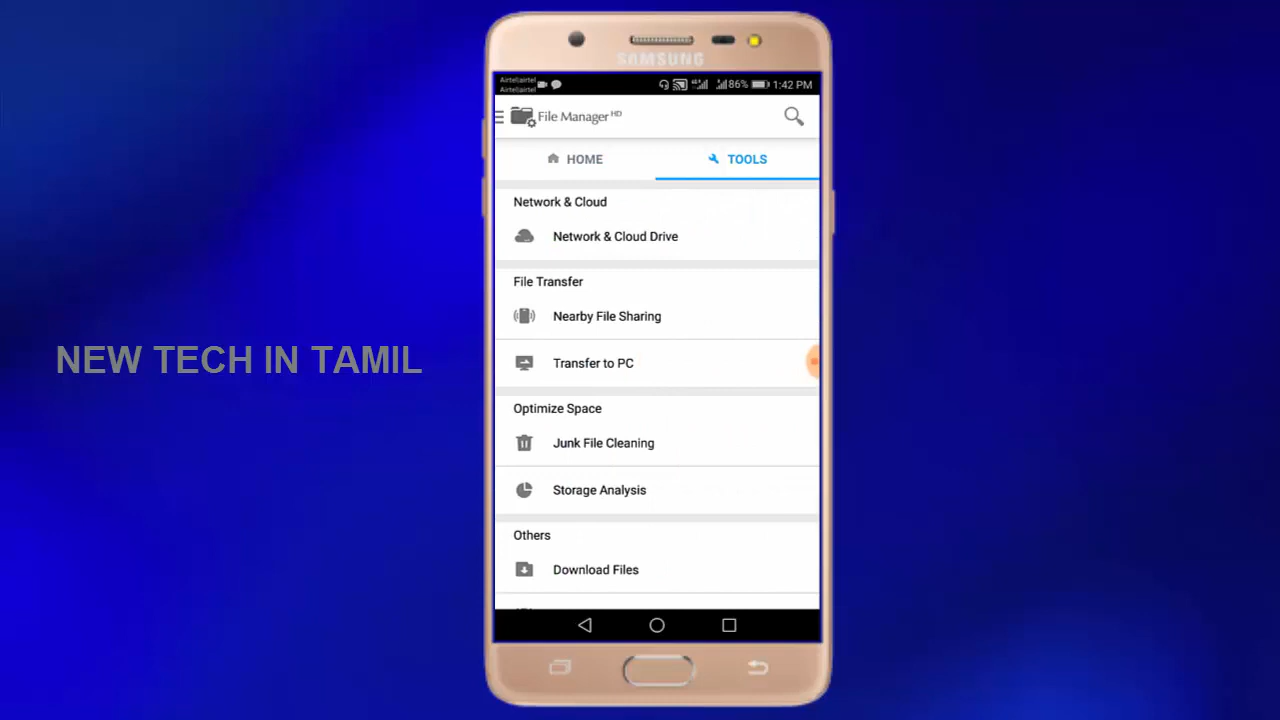 SAMSUNG
Airtel|airtel
Airtel|airtel
86% 1:42 PM
File Manager HD
HOME TOOLS
Network & Cloud
Network & Cloud Drive
File Transfer
Nearby File Sharing
NEW TECH IN TAMIL
Transfer to PC
Optimize Space
Junk File Cleaning
Storage Analysis
Others
Download Files